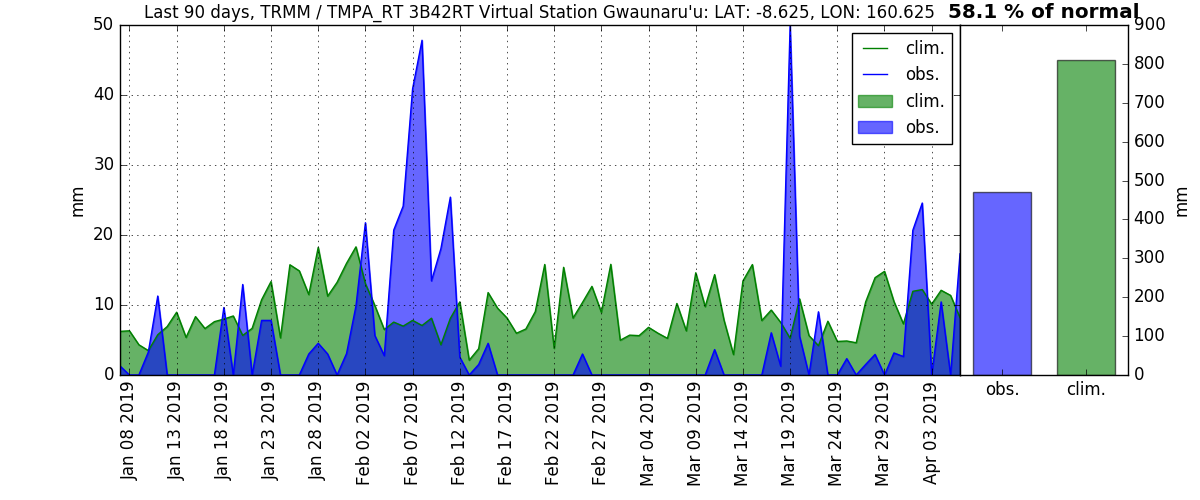 Last 90 days, TRMM / TMPA_RT 3B42RT Virtual Station Gwaunaru'u: LAT: -8.625, LON: 160.625
58.1 % of normal
50
40
30
20
10
0
mm
clim.
obs.
clim.
obs.
900
800
700
600
500
400
300
200
100
0
mm
Jan 08 2019
Jan 13 2019
Jan 18 2019
Jan 23 2019
Jan 28 2019
Feb 02 2019
Feb 07 2019
Feb 12 2019
Feb 17 2019
Feb 22 2019
Feb 27 2019
Mar 04 2019
Mar 09 2019
Mar 14 2019
Mar 19 2019
Mar 24 2019
Mar 29 2019
Apr 03 2019
obs.
clim.